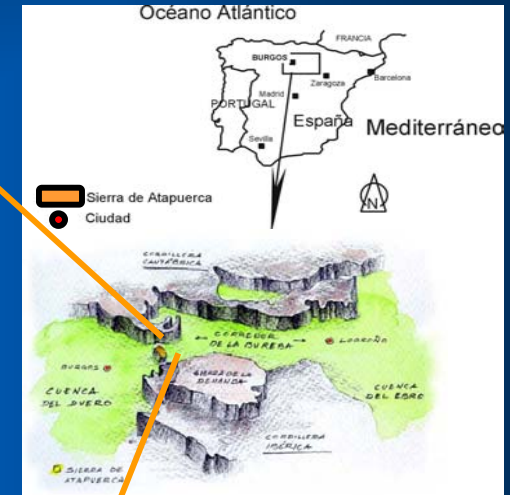 Océano Atlántico
FRANCIA
BURGOS
Zaragoza
Barcelona
Madrid
PORTUGAL
España
Mediterráneo
Sevilla
Sierra de Atapuerca
N
Ciudad
CORDILLERA
CANTÁBRICA
CORREDOR
DE LA BUREBA
LOGROÑO
BURGOS
SIERRA DE LA
DEMANDA
CUENCA
DEL DUERO
CUENCA
DEL EBRO
CORDILLERA
IBÉRICA
SIERRA DE
ATAPUERCA